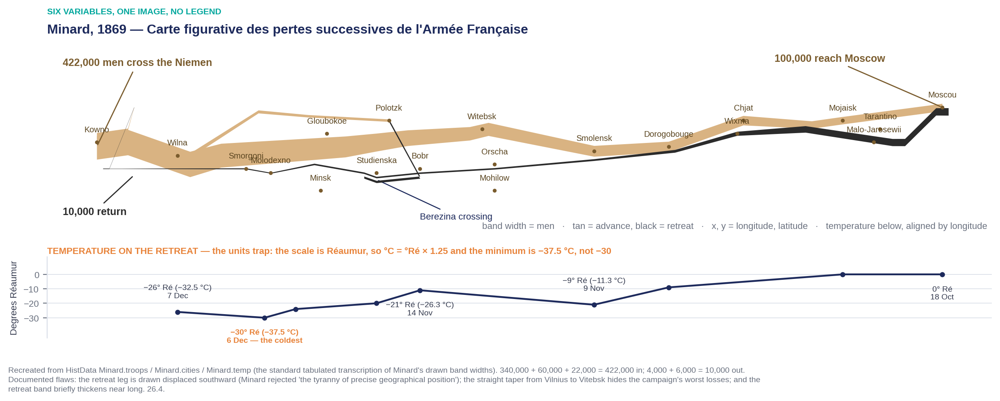 SIX VARIABLES, ONE IMAGE, NO LEGEND
Minard, 1869 — Carte figurative des pertes successives de l'Armée Française
422,000 men cross the Niemen
100,000 reach Moscow
Moscou
Polotzk
Chjat
Mojaisk
Witebsk
Tarantino
Gloubokoe
Wixma
Kowno
Malo-Jarosewii
Dorogobouge
Smolensk
Wilna
Orscha
Smorgoni
Bobr
Molodexno
Studienska
Minsk
Mohilow
10,000 return
Berezina crossing
band width = men · tan = advance, black = retreat · x, y = longitude, latitude · temperature below, aligned by longitude
TEMPERATURE ON THE RETREAT — the units trap: the scale is Réaumur, so °C = °Ré × 1.25 and the minimum is −37.5 °C, not −30
Degrees Réaumur
0
−10
−20
−30
−26° Ré (−32.5 °C)
7 Dec
−30° Ré (−37.5 °C)
6 Dec — the coldest
−21° Ré (−26.3 °C)
14 Nov
−9° Ré (−11.3 °C)
9 Nov
0° Ré
18 Oct
Recreated from HistData Minard.troops / Minard.cities / Minard.temp (the standard tabulated transcription of Minard's drawn band widths). 340,000 + 60,000 + 22,000 = 422,000 in; 4,000 + 6,000 = 10,000 out.
Documented flaws: the retreat leg is drawn displaced southward (Minard rejected 'the tyranny of precise geographical position'); the straight taper from Vilnius to Vitebsk hides the campaign's worst losses; and the
retreat band briefly thickens near long. 26.4.